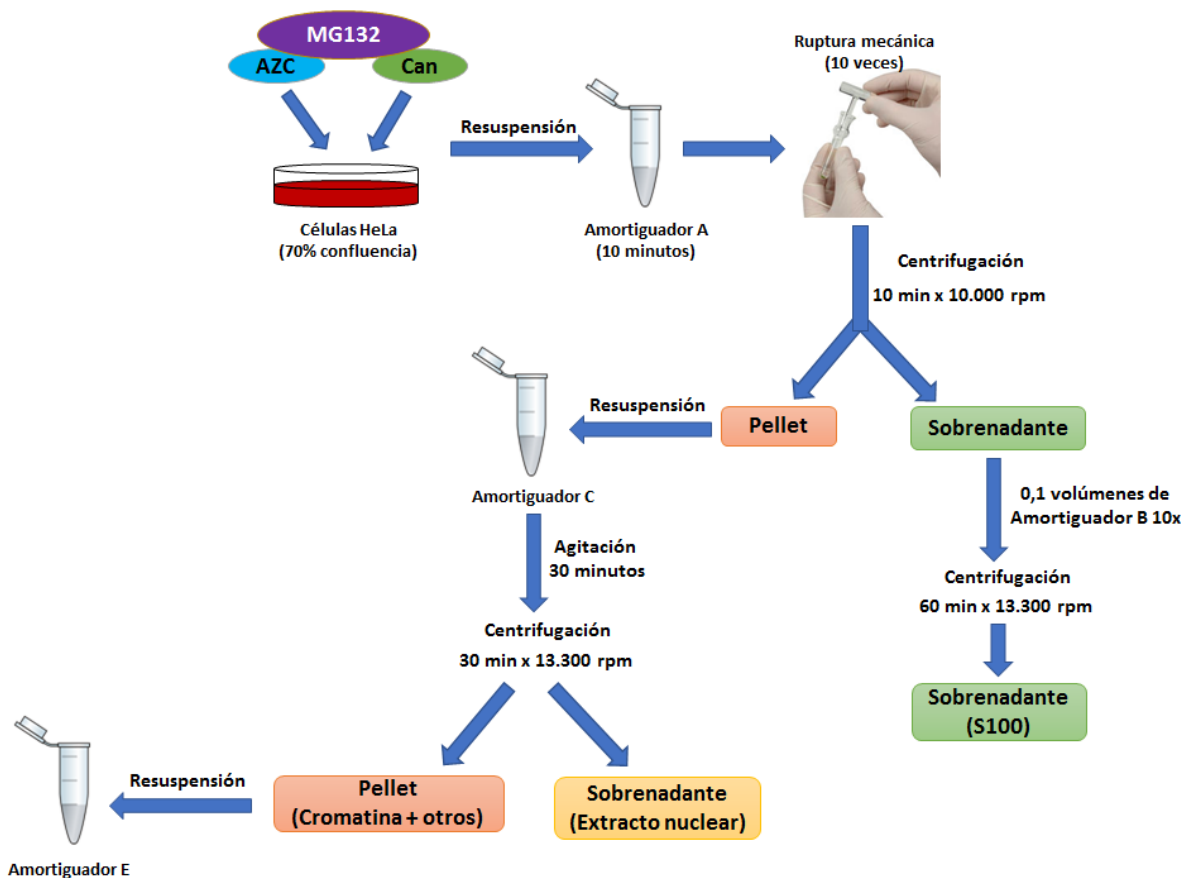 MG132
AZC
Can
Células HeLa
(70% confluencia)
Resuspensión
Amortiguador A
(10 minutos)
Ruptura mecánica
(10 veces)
Centrifugación
10 min x 10.000 rpm
Pellet
Sobrenadante
Resuspensión
Amortiguador C
Agitación
30 minutos
Centrifugación
30 min x 13.300 rpm
0,1 volúmenes de
Amortiguador B 10x
Centrifugación
60 min x 13.300 rpm
Sobrenadante
(S100)
Pellet
(Cromatina + otros)
Sobrenadante
(Extracto nuclear)
Resuspensión
Amortiguador E